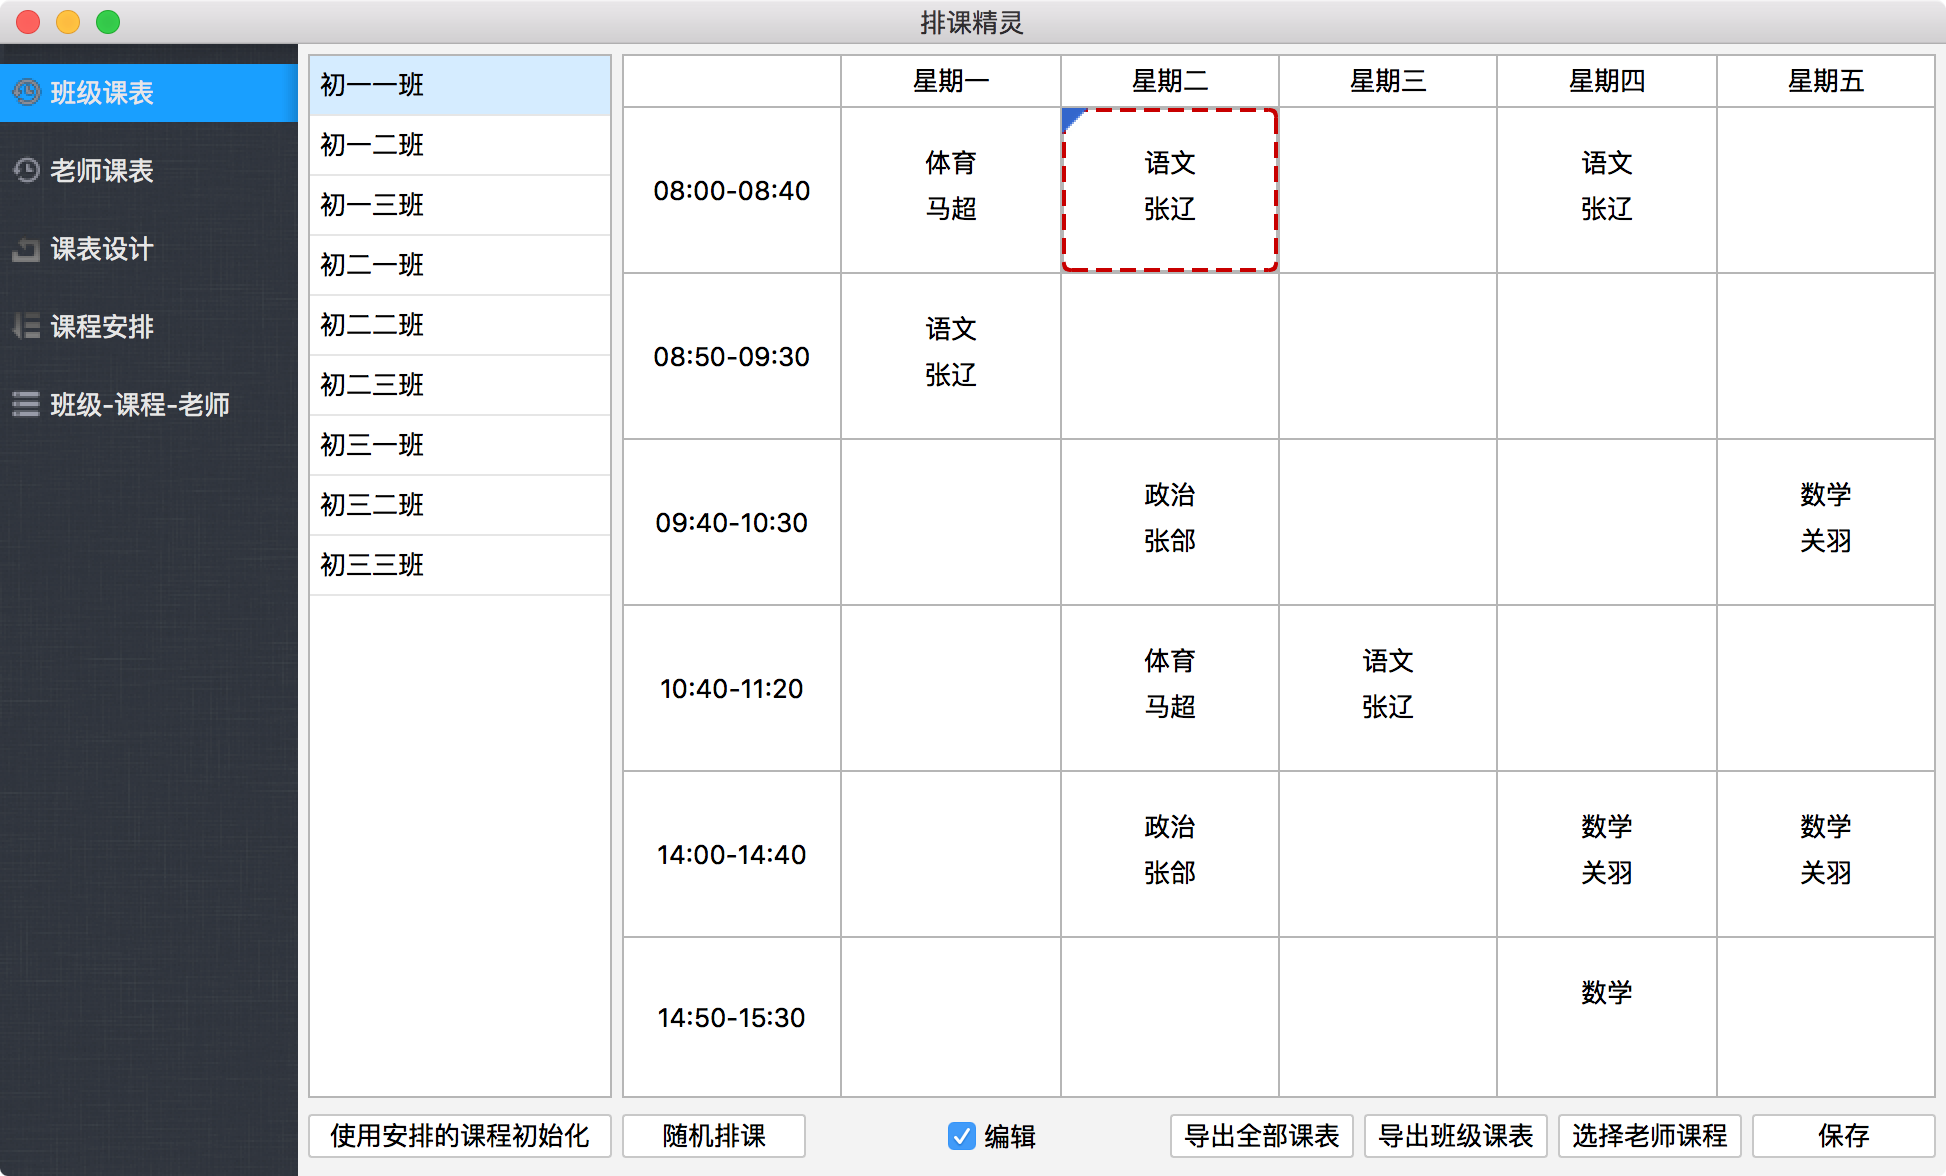 排课精灵
班级课表
老师课表
课表设计
课程安排
班级-课程-老师
初一一班
初一二班
初一三班
初二一班
初二二班
初二三班
初三一班
初三二班
初三三班
星期一 星期二 星期三 星期四 星期五
08:00-08:40
体育
马超
语文
张辽
语文
张辽
08:50-09:30
语文
张辽
09:40-10:30
政治
张郃
数学
关羽
10:40-11:20
体育
马超
语文
张辽
14:00-14:40
政治
张郃
数学
关羽
数学
关羽
14:50-15:30
数学
使用安排的课程初始化
随机排课
编辑
导出全部课表
导出班级课表
选择老师课程
保存